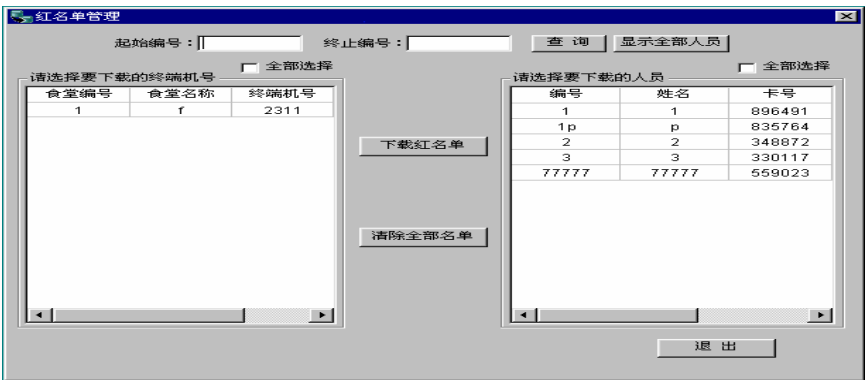 红名单管理
起始编号： 终止编号： 查 询 显示全部人员
全部选择 全部选择
请选择要下载的终端机号 请选择要下载的人员
食堂编号 食堂名称 终端机号 编号 姓名 卡号
1 f 2311 1 1 896491
1p p 835764
下载红名单 2 2 348872
3 3 330117
77777 77777 559023
清除全部名单
退 出